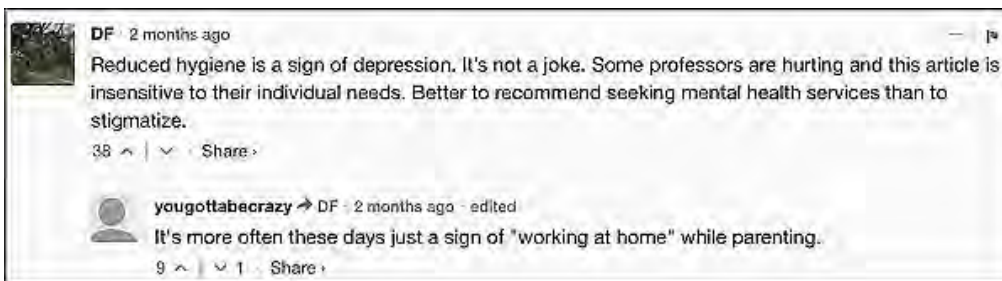 DF · 2 months ago
Reduced hygiene is a sign of depression. It's not a joke. Some professors are hurting and this article is
insensitive to their individual needs. Better to recommend seeking mental health services than to
stigmatize.
38 | · Share ›
yougottabecrazy → DF · 2 months ago · edited
It's more often these days just a sign of "working at home" while parenting.
9 | 1 · Share ›